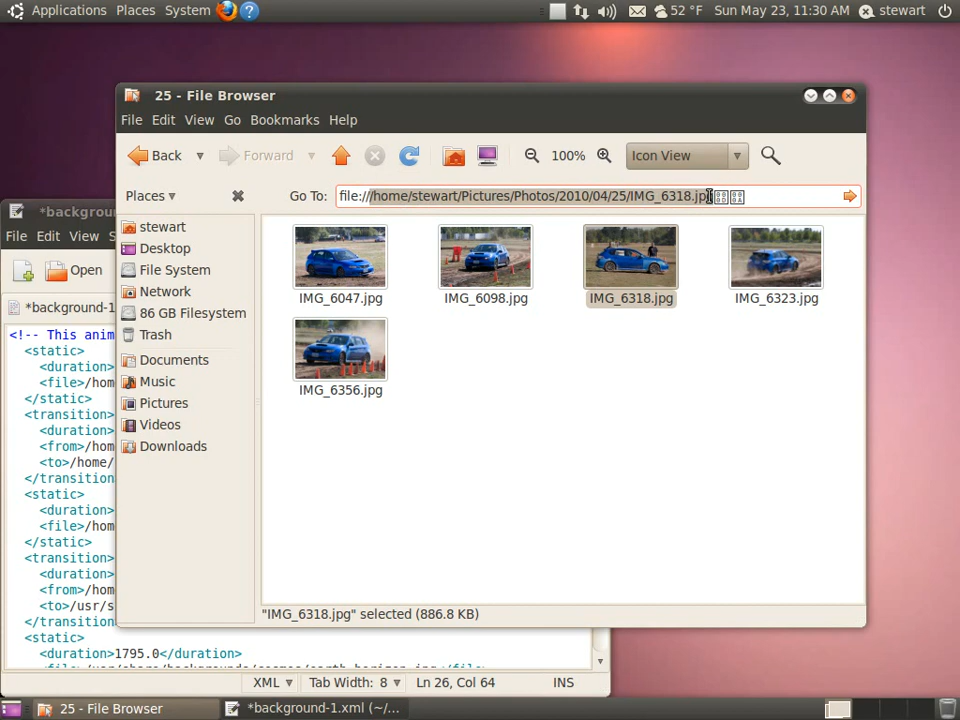 Applications Places System ? 52 °F Sun May 23, 11:30 AM stewart
25 - File Browser
File Edit View Go Bookmarks Help
Back Forward 100% Icon View
Places Go To: file:///home/stewart/Pictures/Photos/2010/04/25/IMG_6318.jpg
stewart
Desktop
File System
Network
86 GB Filesystem
Trash
Documents
Music
Pictures
Videos
Downloads
IMG_6047.jpg IMG_6098.jpg IMG_6318.jpg IMG_6323.jpg
IMG_6356.jpg
"IMG_6318.jpg" selected (886.8 KB)
*backgroun
File Edit View S
Open
*background-1
<!-- This ani
<static>
<duration>
<file>/hom
</static>
<transition>
<duration>
<from>/hom
<to>/home/
</transition>
<static>
<duration>
<file>/hom
</static>
<transition>
<duration>
<from>/hom
<to>/usr/s
</transition>
<static>
<duration>1795.0</duration>
XML Tab Width: 8 Ln 26, Col 64 INS
25 - File Browser *background-1.xml (~/...